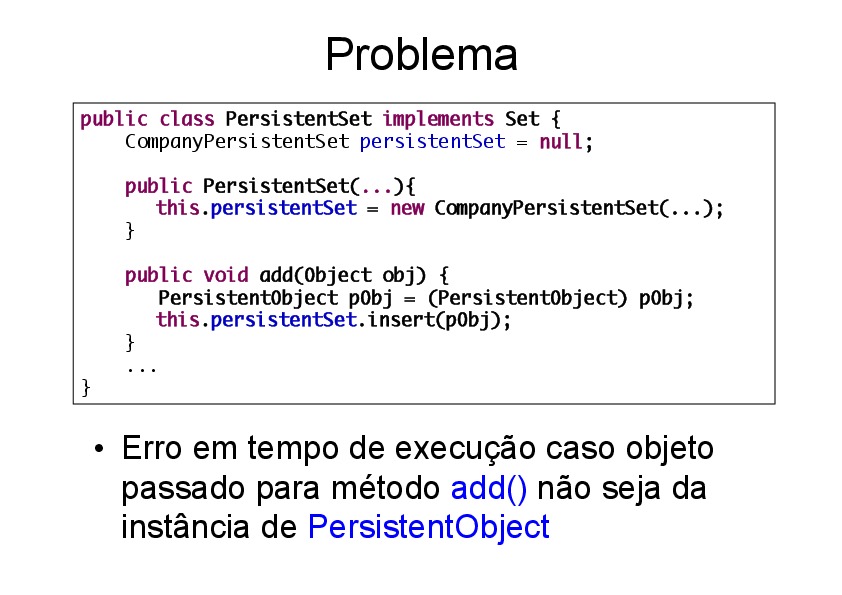 Problema
public class PersistentSet implements Set {
CompanyPersistentSet persistentSet = null;
public PersistentSet(...){
this.persistentSet = new CompanyPersistentSet(...);
}
public void add(Object obj) {
PersistentObject pObj = (PersistentObject) pObj;
this.persistentSet.insert(pObj);
}
...
}
• Erro em tempo de execução caso objeto
passado para método add() não seja da
instância de PersistentObject